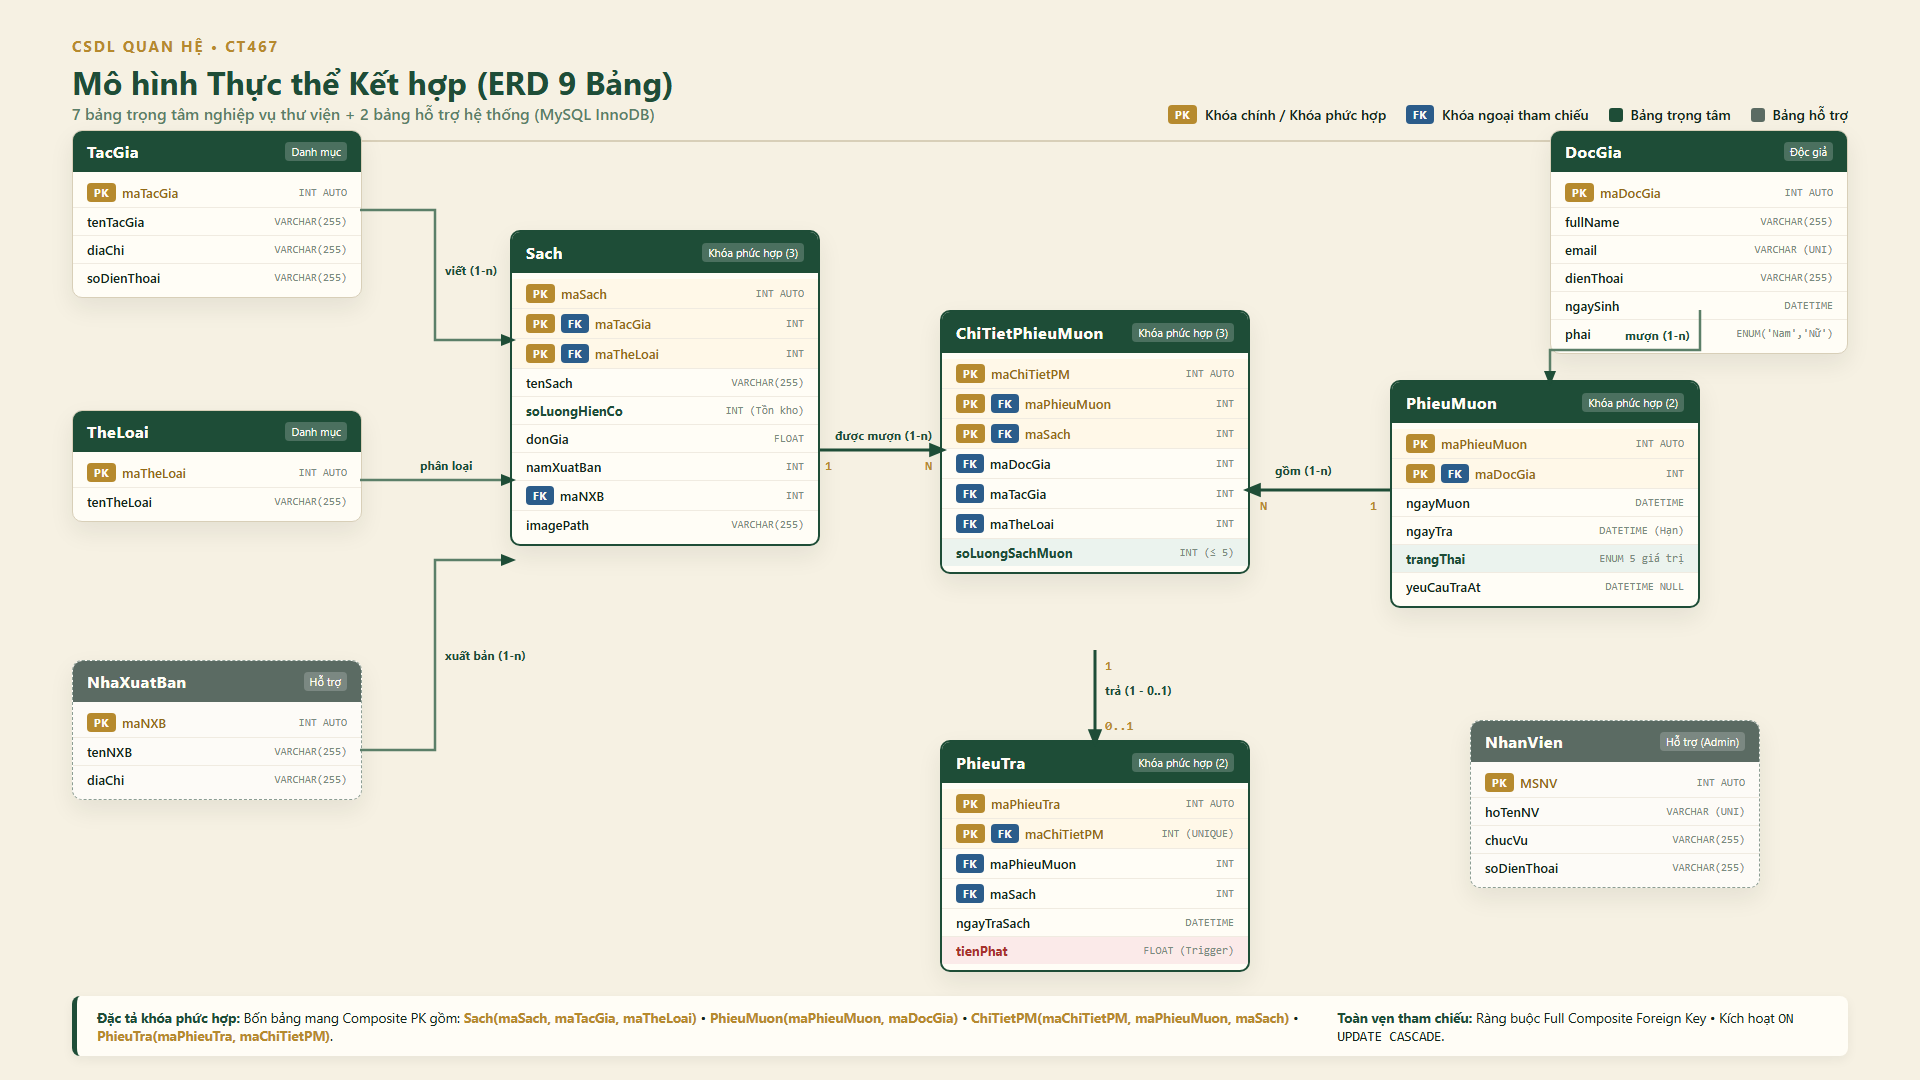 CSDL QUAN HỆ • CT467
Mô hình Thực thể Kết hợp (ERD 9 Bảng)
7 bảng trọng tâm nghiệp vụ thư viện + 2 bảng hỗ trợ hệ thống (MySQL InnoDB)
PK Khóa chính / Khóa phức hợp FK Khóa ngoại tham chiếu Bảng trọng tâm Bảng hỗ trợ
TacGia Danh mục
PK maTacGia INT AUTO
tenTacGia VARCHAR(255)
diaChi VARCHAR(255)
soDienThoai VARCHAR(255)
viết (1-n)
TheLoai Danh mục
PK maTheLoai INT AUTO
tenTheLoai VARCHAR(255)
phân loại
NhaXuatBan Hỗ trợ
PK maNXB INT AUTO
tenNXB VARCHAR(255)
diaChi VARCHAR(255)
xuất bản (1-n)
Sach Khóa phức hợp (3)
PK maSach INT AUTO
PK FK maTacGia INT
PK FK maTheLoai INT
tenSach VARCHAR(255)
soLuongHienCo INT (Tồn kho)
donGia FLOAT
namXuatBan INT
FK maNXB INT
imagePath VARCHAR(255)
được mượn (1-n)
1 N
ChiTietPhieuMuon Khóa phức hợp (3)
PK maChiTietPM INT AUTO
PK FK maPhieuMuon INT
PK FK maSach INT
FK maDocGia INT
FK maTacGia INT
FK maTheLoai INT
soLuongSachMuon INT (≤ 5)
gồm (1-n)
N 1
DocGia Độc giả
PK maDocGia INT AUTO
fullName VARCHAR(255)
email VARCHAR (UNI)
dienThoai VARCHAR(255)
ngaySinh DATETIME
phai ENUM('Nam','Nữ')
mượn (1-n)
PhieuMuon Khóa phức hợp (2)
PK maPhieuMuon INT AUTO
PK FK maDocGia INT
ngayMuon DATETIME
ngayTra DATETIME (Hạn)
trangThai ENUM 5 giá trị
yeuCauTraAt DATETIME NULL
1
trả (1 - 0..1)
0..1
PhieuTra Khóa phức hợp (2)
PK maPhieuTra INT AUTO
PK FK maChiTietPM INT (UNIQUE)
FK maPhieuMuon INT
FK maSach INT
ngayTraSach DATETIME
tienPhat FLOAT (Trigger)
NhanVien Hỗ trợ (Admin)
PK MSNV INT AUTO
hoTenNV VARCHAR (UNI)
chucVu VARCHAR(255)
soDienThoai VARCHAR(255)
Đặc tả khóa phức hợp: Bốn bảng mang Composite PK gồm: Sach(maSach, maTacGia, maTheLoai) • PhieuMuon(maPhieuMuon, maDocGia) • ChiTietPM(maChiTietPM, maPhieuMuon, maSach) •
PhieuTra(maPhieuTra, maChiTietPM).
Toàn vẹn tham chiếu: Ràng buộc Full Composite Foreign Key • Kích hoạt ON
UPDATE CASCADE.